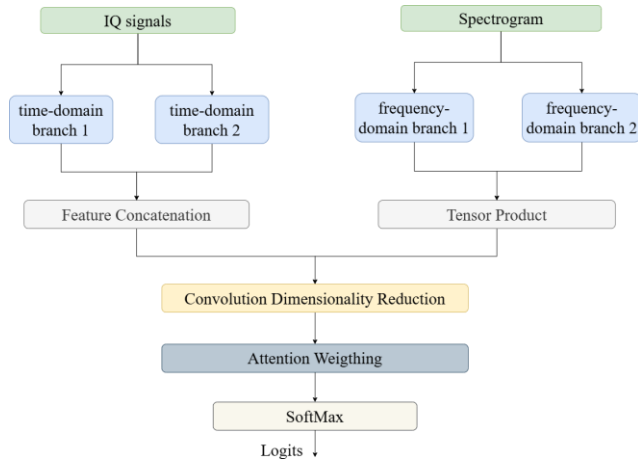 IQ signals
Spectrogram
time-domain
branch 1
time-domain
branch 2
frequency-
domain branch 1
frequency-
domain branch 2
Feature Concatenation
Tensor Product
Convolution Dimensionality Reduction
Attention Weigthing
SoftMax
Logits